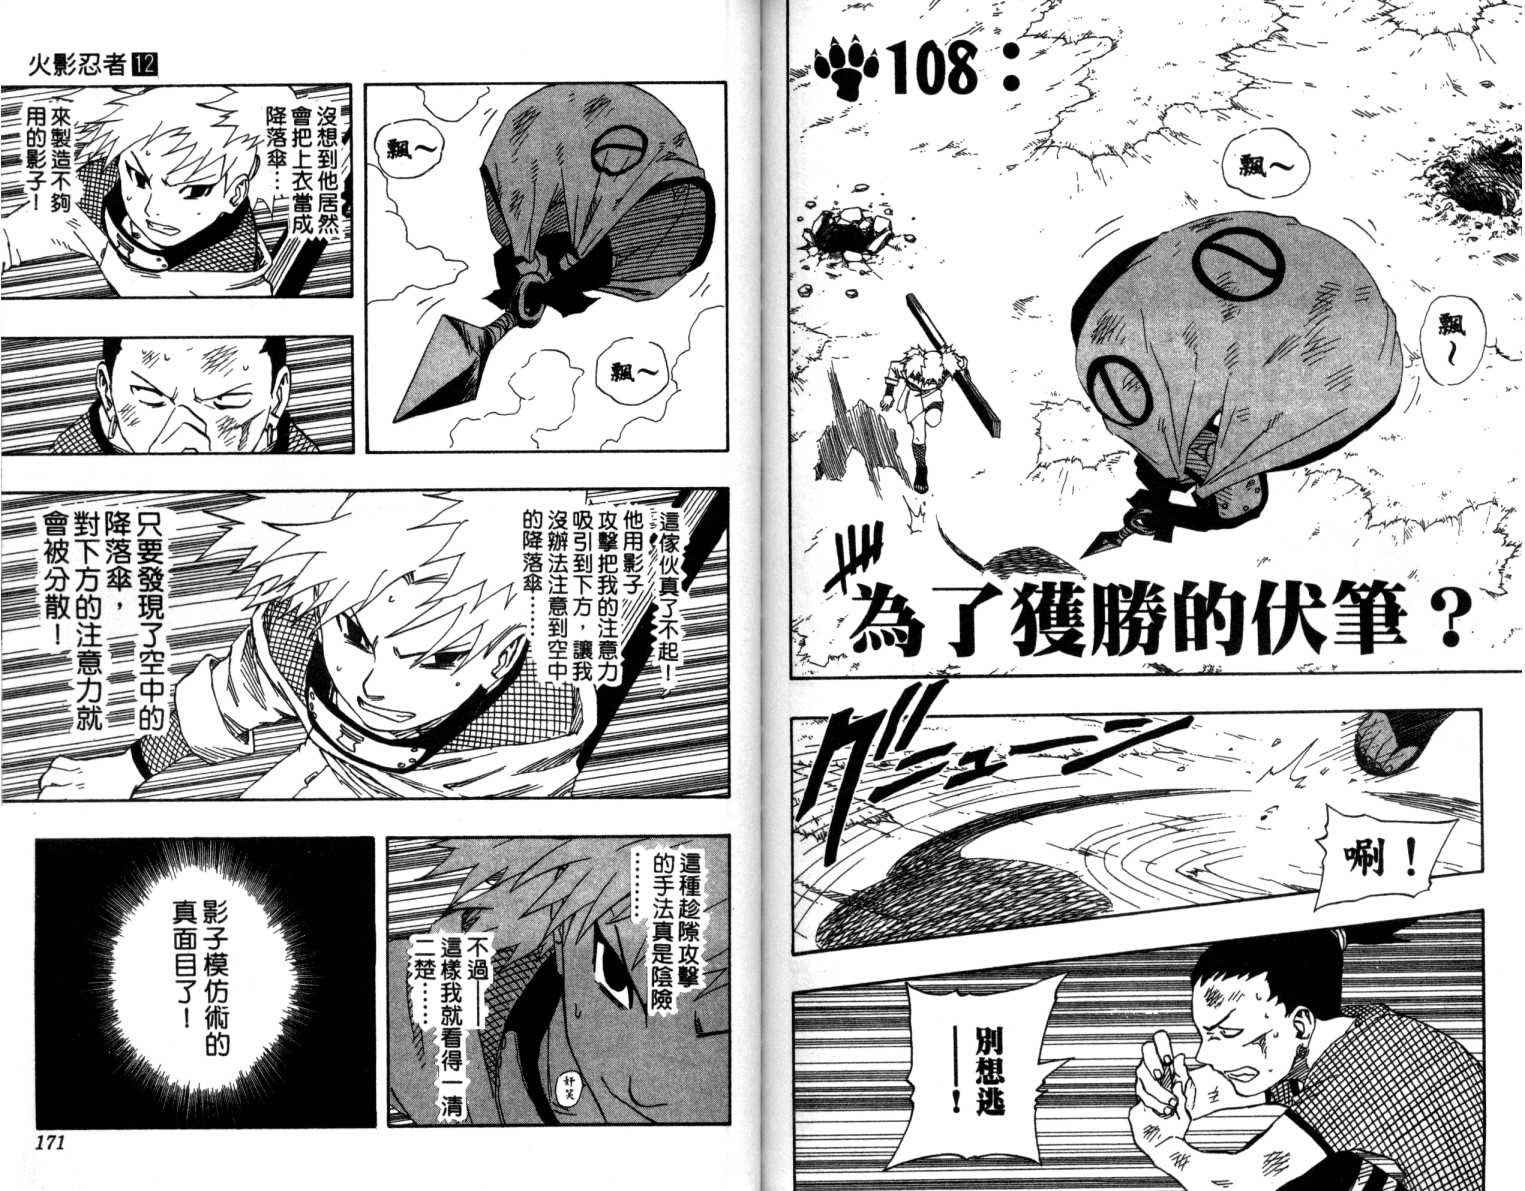 108：
飄～
飄
～
為了獲勝的伏筆？
グニューーン
唰！
別想逃
——！
火影忍者12
飄～
飄～
沒想到他居然
會把上衣當成
降落傘…
來製造不夠
用的影子！
這傢伙真了不起！
他用影子
攻擊把我的注意力
吸引到下方，讓我
沒辦法注意到空中
的降落傘……
只要發現了空中的
降落傘，
對下方的注意力就
會被分散！
這種趁隙攻擊
的手法真是陰險
………
不過——
這樣我就看得一清
二楚……
奸笑
影子模仿術的
真面目了！
171